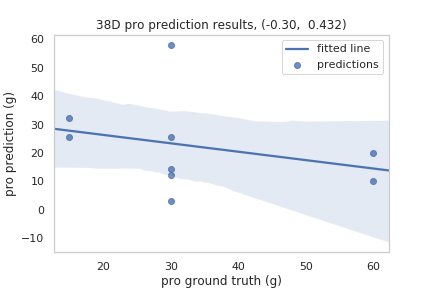 38D pro prediction results, (-0.30,  0.432)
fitted line
predictions
60
50
40
30
20
10
0
−10
pro prediction (g)
20 30 40 50 60
pro ground truth (g)